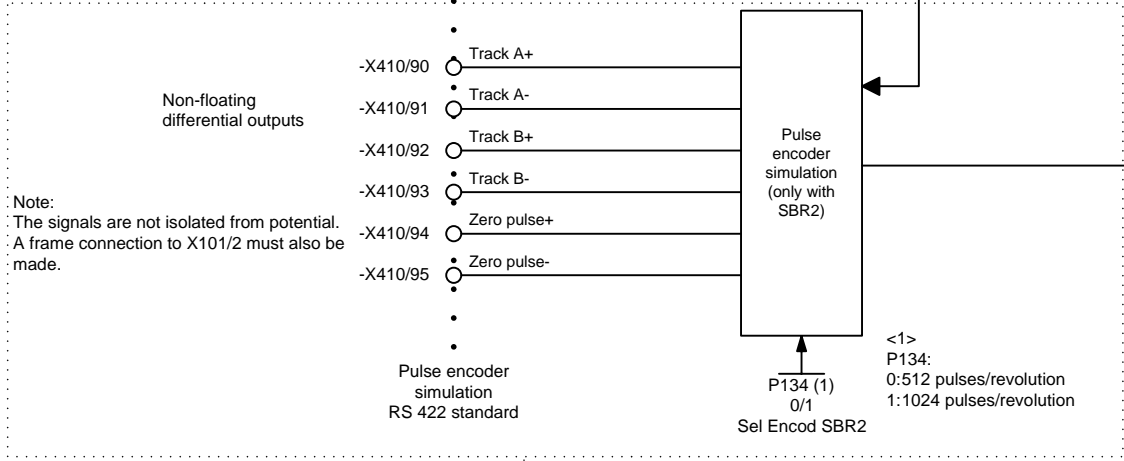 -X410/90 Track A+
-X410/91 Track A-
-X410/92 Track B+
-X410/93 Track B-
-X410/94 Zero pulse+
-X410/95 Zero pulse-
Non-floating
differential outputs
Note:
The signals are not isolated from potential.
A frame connection to X101/2 must also be
made.
Pulse encoder
simulation
RS 422 standard
Pulse
encoder
simulation
(only with
SBR2)
P134 (1)
0/1
Sel Encod SBR2
<1>
P134:
0:512 pulses/revolution
1:1024 pulses/revolution